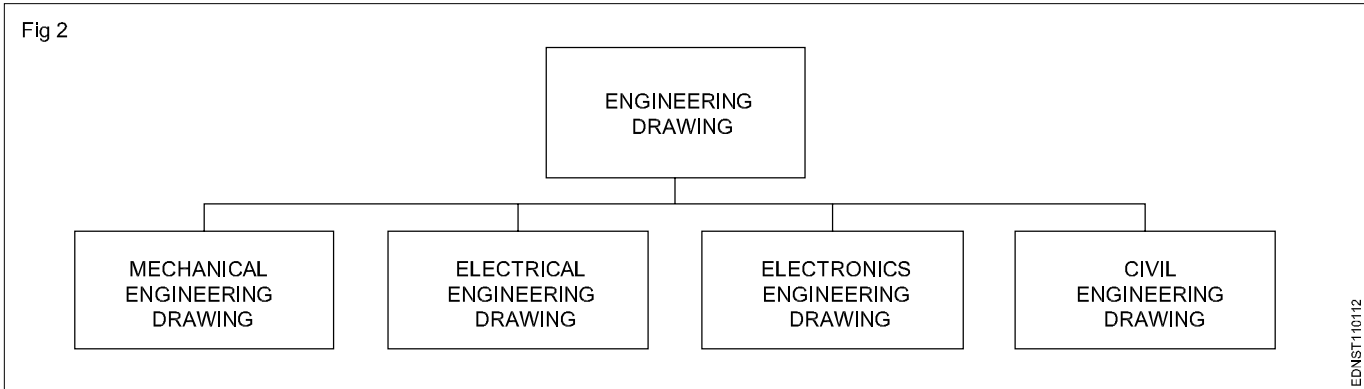 Fig 2
ENGINEERING
DRAWING
MECHANICAL
ENGINEERING
DRAWING
ELECTRICAL
ENGINEERING
DRAWING
ELECTRONICS
ENGINEERING
DRAWING
CIVIL
ENGINEERING
DRAWING
EDNST110112